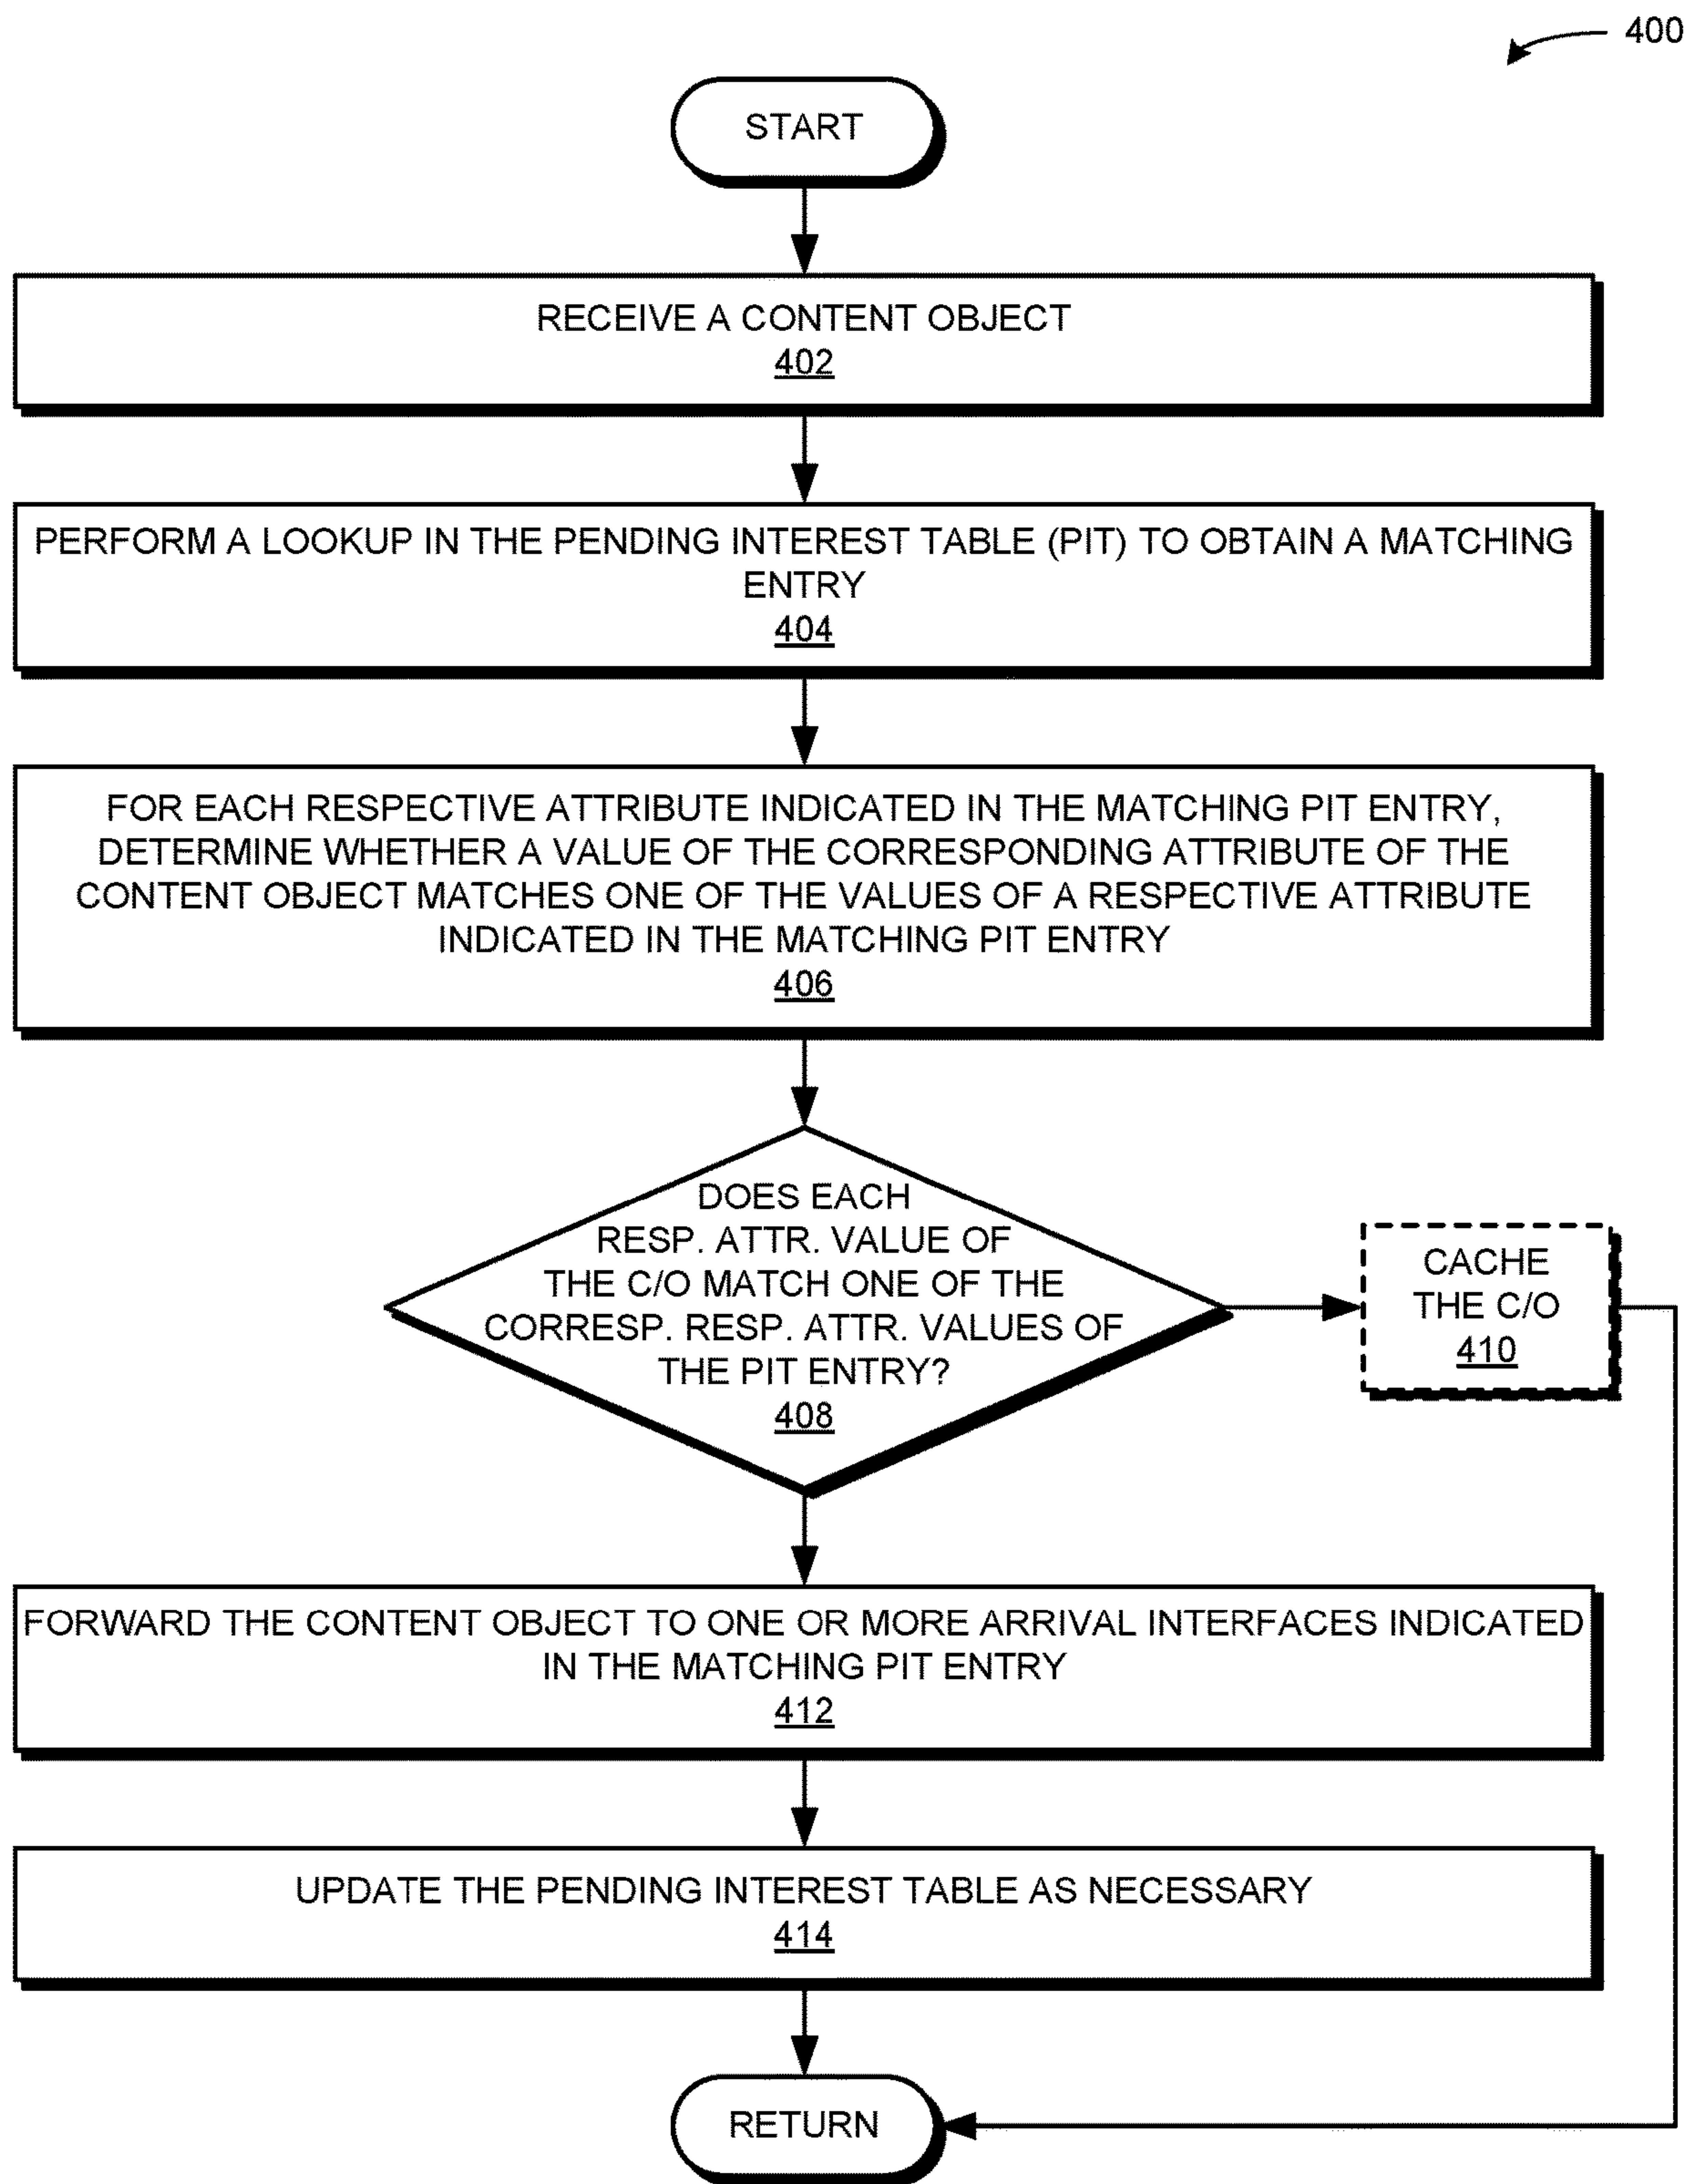 400
START
RECEIVE A CONTENT OBJECT
402
PERFORM A LOOKUP IN THE PENDING INTEREST TABLE (PIT) TO OBTAIN A MATCHING
ENTRY
404
FOR EACH RESPECTIVE ATTRIBUTE INDICATED IN THE MATCHING PIT ENTRY,
DETERMINE WHETHER A VALUE OF THE CORRESPONDING ATTRIBUTE OF THE
CONTENT OBJECT MATCHES ONE OF THE VALUES OF A RESPECTIVE ATTRIBUTE
INDICATED IN THE MATCHING PIT ENTRY
406
DOES EACH
RESP. ATTR. VALUE OF
THE C/O MATCH ONE OF THE
CORRESP. RESP. ATTR. VALUES OF
THE PIT ENTRY?
408
CACHE
THE C/O
410
FORWARD THE CONTENT OBJECT TO ONE OR MORE ARRIVAL INTERFACES INDICATED
IN THE MATCHING PIT ENTRY
412
UPDATE THE PENDING INTEREST TABLE AS NECESSARY
414
RETURN